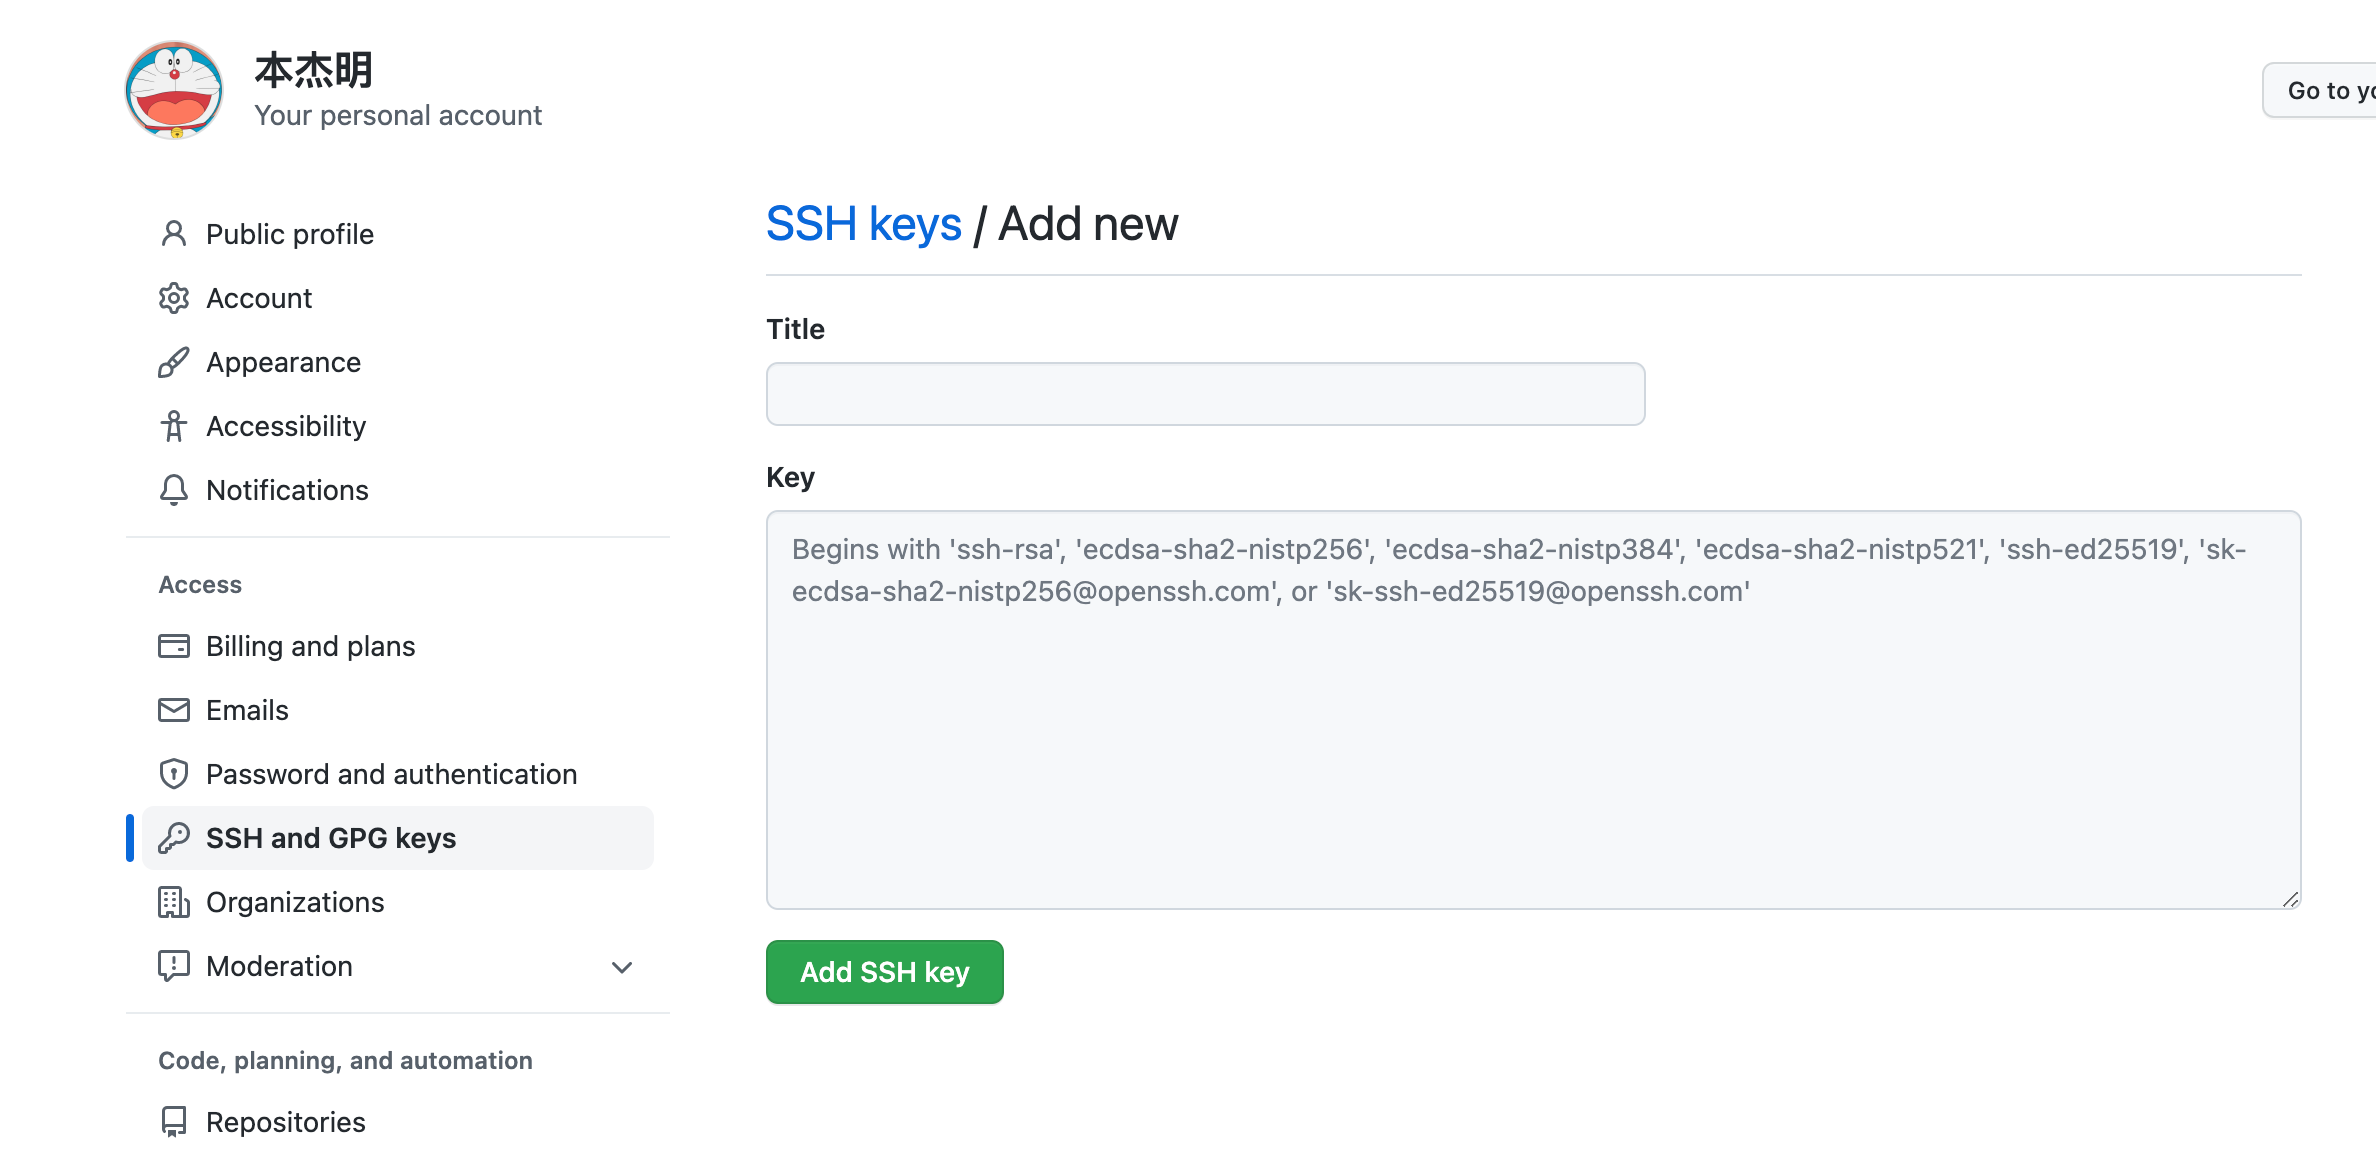 本杰明
Your personal account
Go to
Public profile
Account
Appearance
Accessibility
Notifications
Access
Billing and plans
Emails
Password and authentication
SSH and GPG keys
Organizations
Moderation
Code, planning, and automation
Repositories
SSH keys / Add new
Title
Key
Begins with 'ssh-rsa', 'ecdsa-sha2-nistp256', 'ecdsa-sha2-nistp384', 'ecdsa-sha2-nistp521', 'ssh-ed25519', 'sk-
ecdsa-sha2-nistp256@openssh.com', or 'sk-ssh-ed25519@openssh.com'
Add SSH key